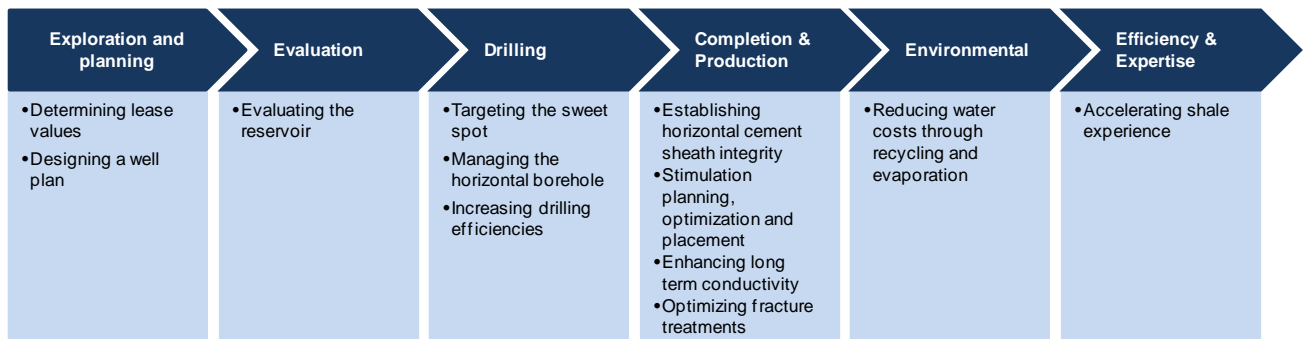 Exploration and
planning
•Determining lease
values
•Designing a well
plan
Evaluation
•Evaluating the
reservoir
Drilling
•Targeting the sweet
spot
•Managing the
horizontal borehole
•Increasing drilling
efficiencies
Completion &
Production
•Establishing
horizontal cement
sheath integrity
•Stimulation
planning,
optimization and
placement
•Enhancing long
term conductivity
•Optimizing fracture
treatments
Environmental
•Reducing water
costs through
recycling and
evaporation
Efficiency &
Expertise
•Accelerating shale
experience